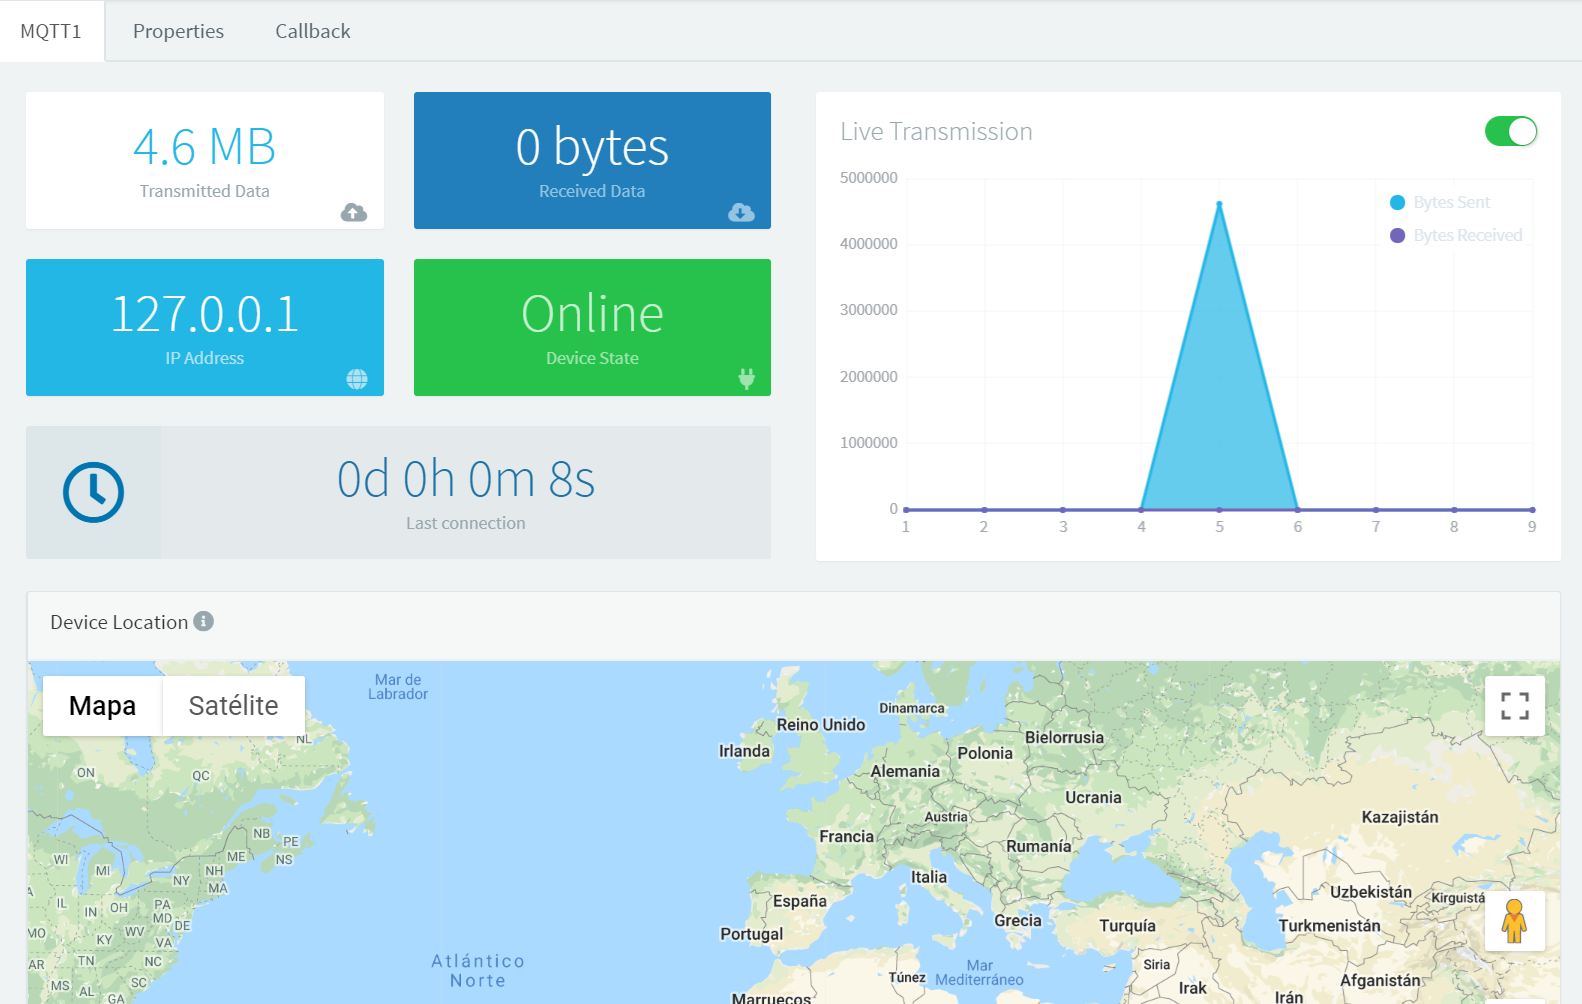 MQTT1
Properties
Callback
4.6 MB
Transmitted Data
0 bytes
Received Data
127.0.0.1
IP Address
Online
Device State
0d 0h 0m 8s
Last connection
Live Transmission
5000000
4000000
3000000
2000000
1000000
0
1 2 3 4 5 6 7 8 9
Bytes Sent
Bytes Received
Device Location
Mapa
Satélite
Mar de
Labrador
NL
ON
QC
NB
PE
NS
ME
WI
MI
NY
NH
MA
IL
IN
OH
PA
MD
DE
MO
KY
WV
VA
AR
TN
NC
MS
AL
SC
GA
Atlántico
Norte
Dinamarca
Reino Unido
Irlanda
Bielorrusia
Polonia
Alemania
Ucrania
Austria
Francia
Rumanía
Kazajistán
Italia
España
Portugal
Grecia
Turquía
Uzbekistán
Kirguistá
Turkmenistán
Túnez
Mar
Mediterráneo
Siria
Irak
Irán
Afganistán
Marruecos